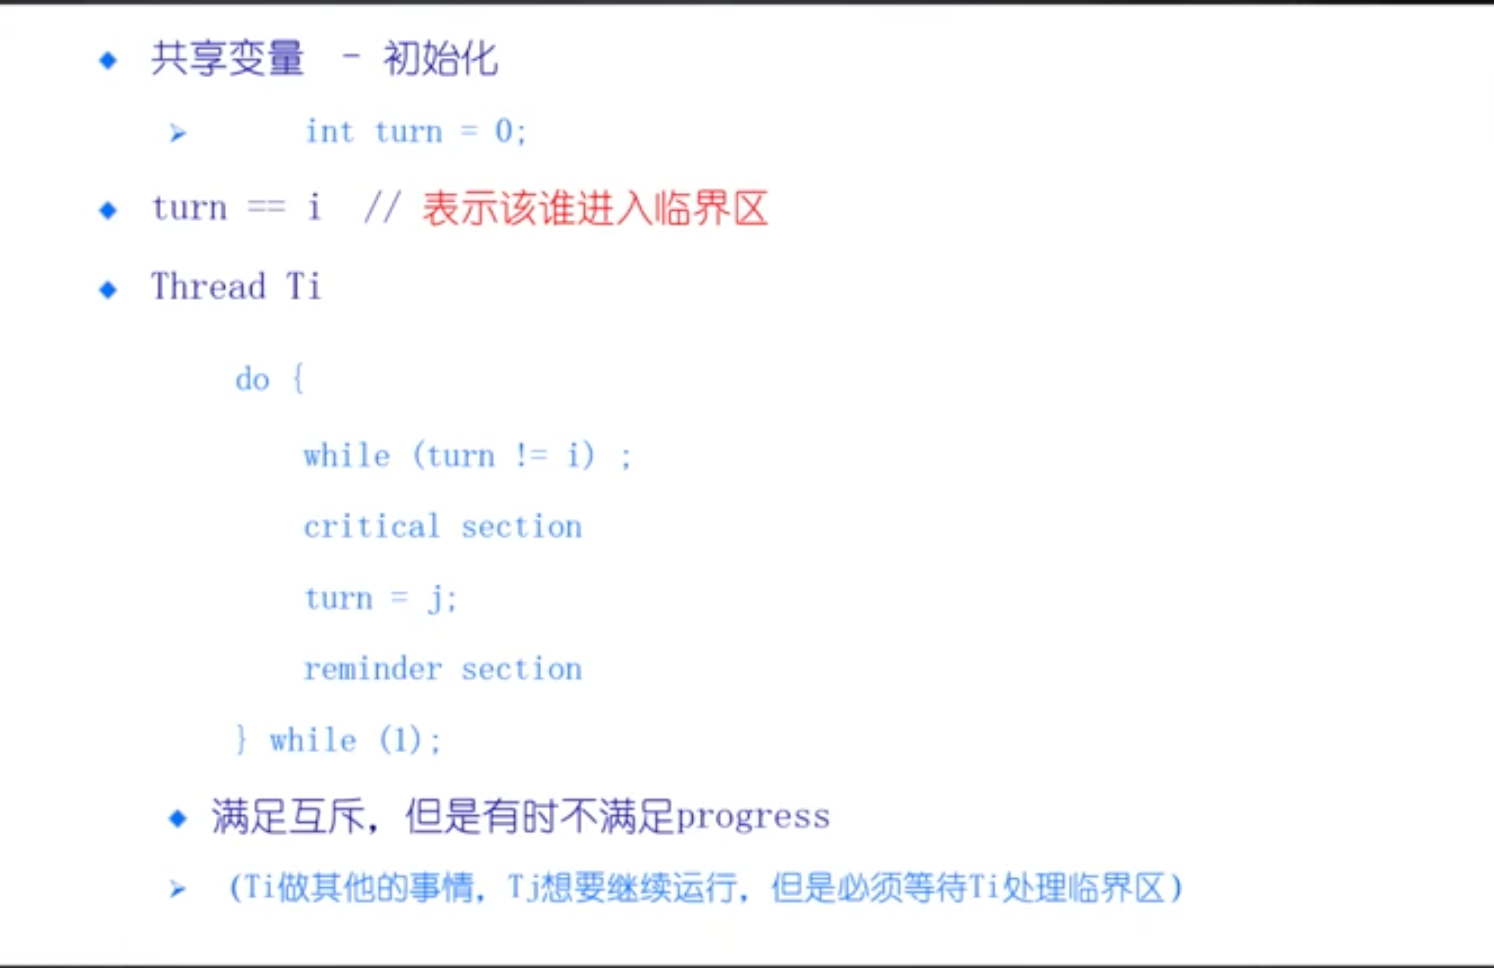 共享变量 - 初始化
int turn = 0;
turn == i // 表示该谁进入临界区
Thread Ti
do {
while (turn != i) ;
critical section
turn = j;
reminder section
} while (1);
满足互斥，但是有时不满足progress
(Ti做其他的事情，Tj想要继续运行，但是必须等待Ti处理临界区)